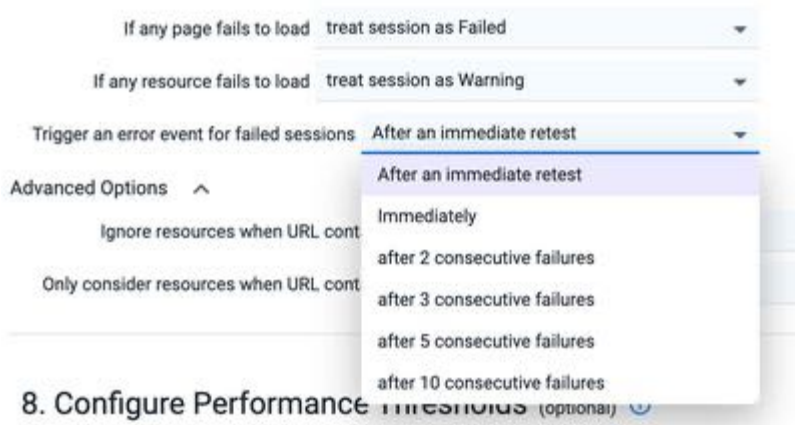 If any page fails to load treat session as Failed
If any resource fails to load treat session as Warning
Trigger an error event for failed sessions After an immediate retest
After an immediate retest
Advanced Options
Immediately
Ignore resources when URL cont
after 2 consecutive failures
Only consider resources when URL cont
after 3 consecutive failures
after 5 consecutive failures
after 10 consecutive failures
8. Configure Performance Thresholds (optional)